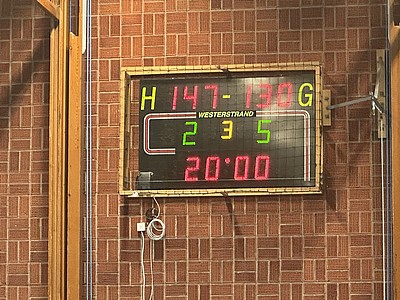 H 147-130 G
WESTERSTRAND
2 3 5
20:00